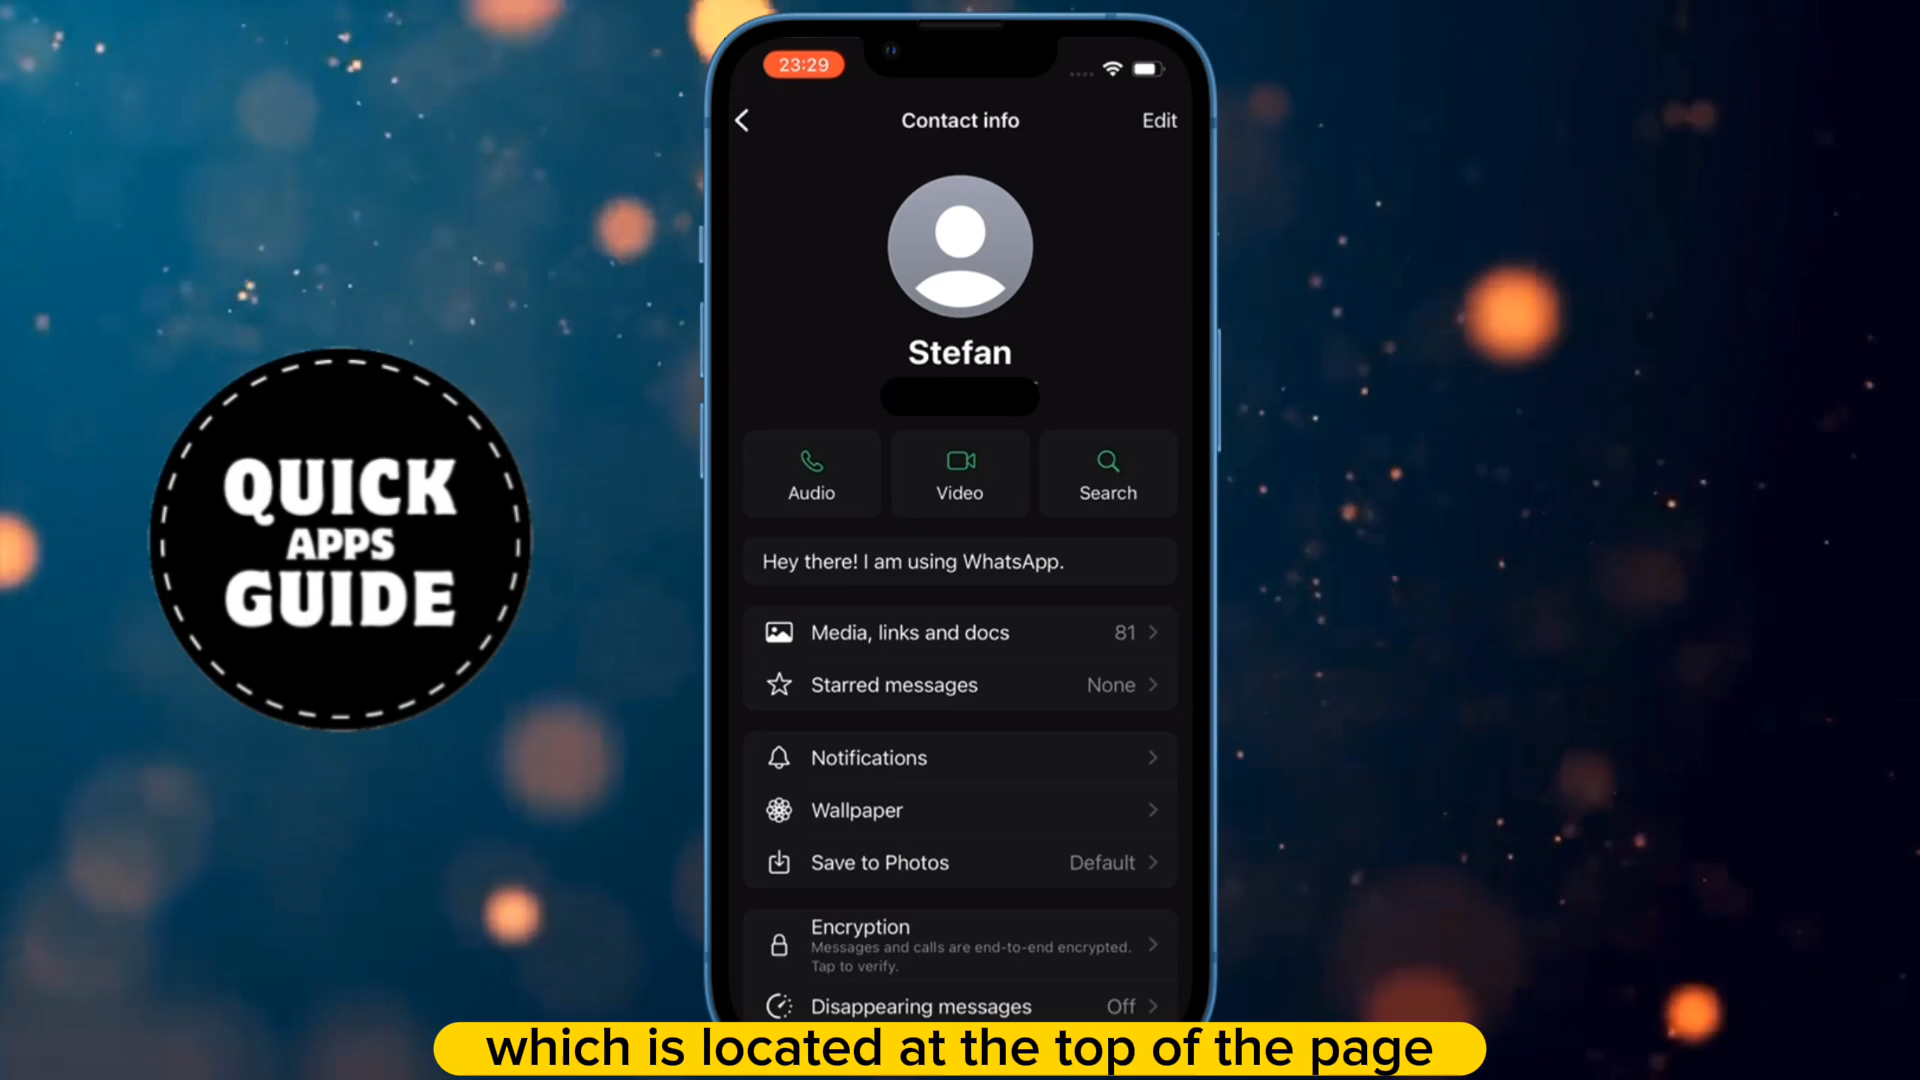 23:29
Contact info
Edit
Stefan
Audio
Video
Search
Hey there! I am using WhatsApp.
Media, links and docs 81
Starred messages None
Notifications
Wallpaper
Save to Photos Default
Encryption
Messages and calls are end-to-end encrypted.
Tap to verify.
Disappearing messages Off
QUICK
APPS
GUIDE
which is located at the top of the page